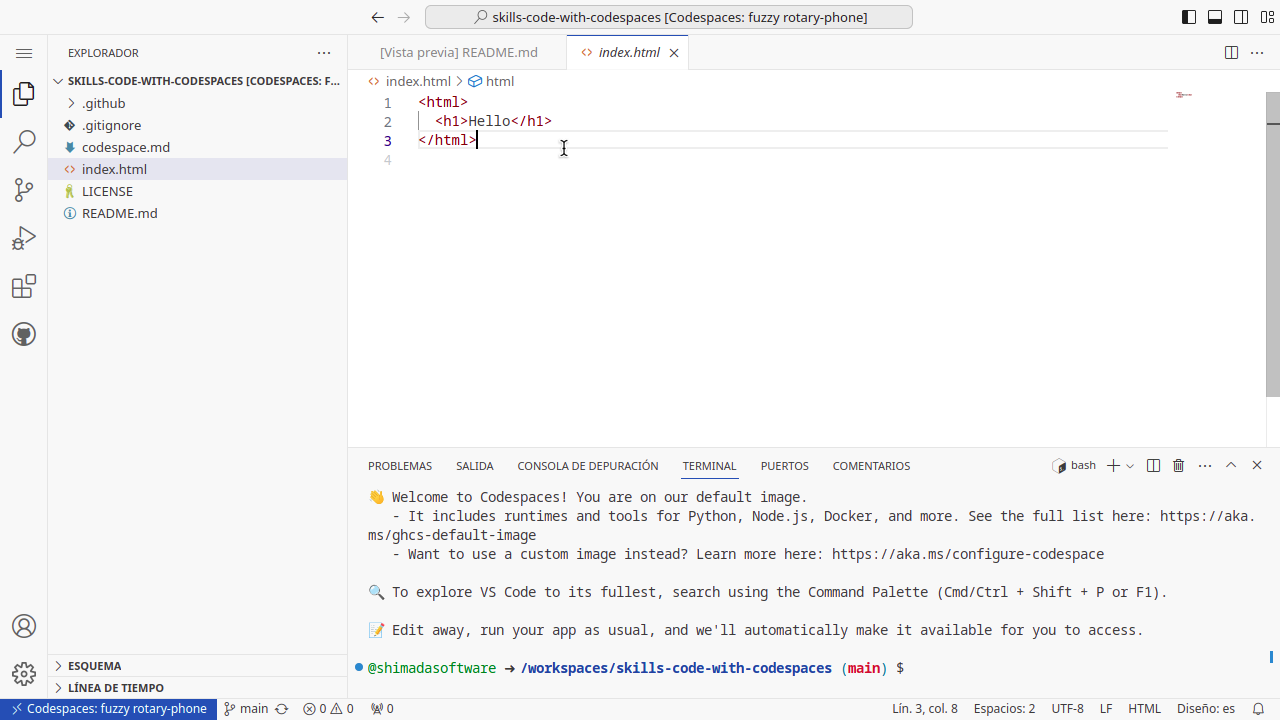 skills-code-with-codespaces [Codespaces: fuzzy rotary-phone]
EXPLORADOR
SKILLS-CODE-WITH-CODESPACES [CODESPACES: F...
.github
.gitignore
codespace.md
index.html
LICENSE
README.md
ESQUEMA
LÍNEA DE TIEMPO
[Vista previa] README.md
index.html
index.html
html
1 <html>
2 <h1>Hello</h1>
3 </html>
4
PROBLEMAS
SALIDA
CONSOLA DE DEPURACIÓN
TERMINAL
PUERTOS
COMENTARIOS
bash
👋 Welcome to Codespaces! You are on our default image.
- It includes runtimes and tools for Python, Node.js, Docker, and more. See the full list here: https://aka.
ms/ghcs-default-image
- Want to use a custom image instead? Learn more here: https://aka.ms/configure-codespace
🔍 To explore VS Code to its fullest, search using the Command Palette (Cmd/Ctrl + Shift + P or F1).
📝 Edit away, run your app as usual, and we'll automatically make it available for you to access.
@shimadasoftware ➜ /workspaces/skills-code-with-codespaces (main) $
Codespaces: fuzzy rotary-phone
main
0
0
0
Lín. 3, col. 8
Espacios: 2
UTF-8
LF
HTML
Diseño: es